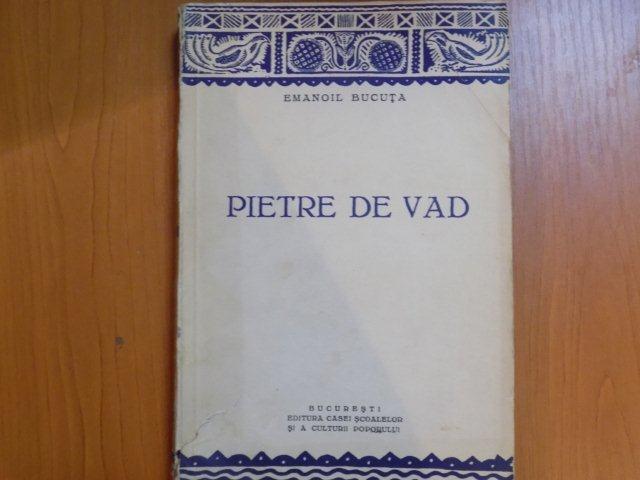 EMANOIL BUCUȚA
PIETRE DE VAD
BUCUREȘTI
EDITURA CASEI ȘCOALELOR
ȘI A CULTURII POPORULUI